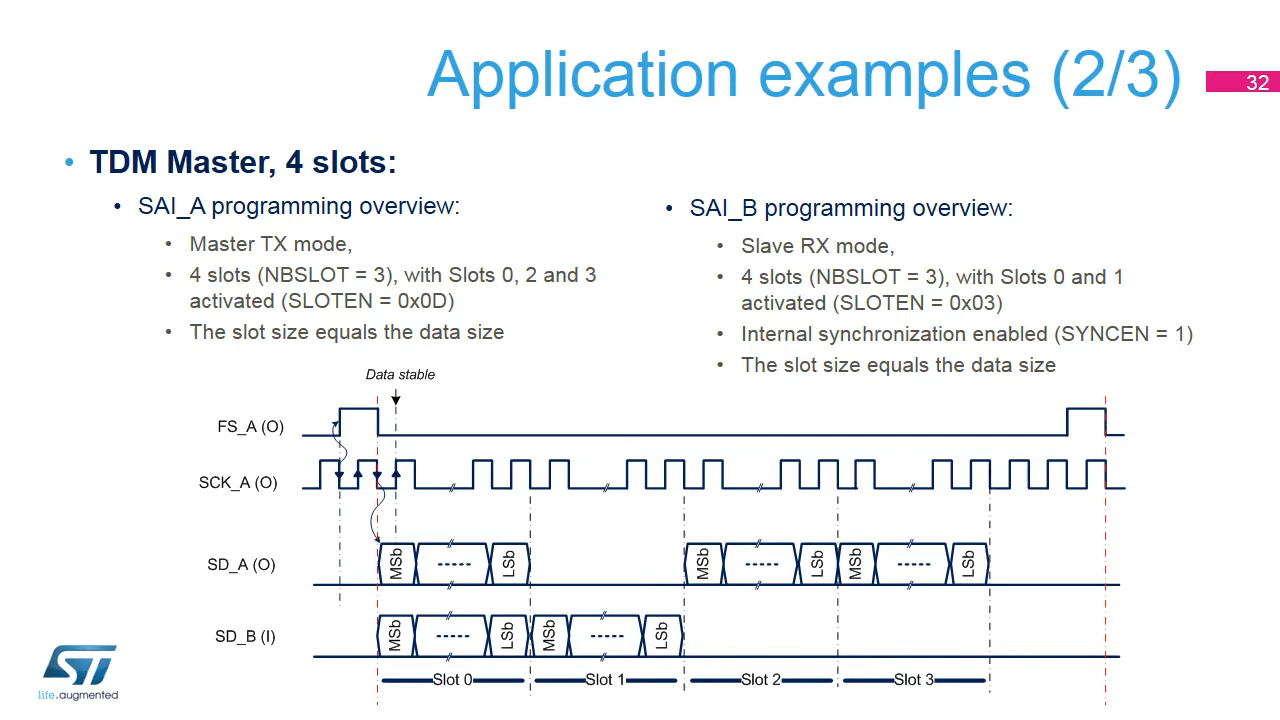 Application examples (2/3)
32
• TDM Master, 4 slots:
• SAI_A programming overview:
• Master TX mode,
• 4 slots (NBSLOT = 3), with Slots 0, 2 and 3
activated (SLOTEN = 0x0D)
• The slot size equals the data size
• SAI_B programming overview:
• Slave RX mode,
• 4 slots (NBSLOT = 3), with Slots 0 and 1
activated (SLOTEN = 0x03)
• Internal synchronization enabled (SYNCEN = 1)
• The slot size equals the data size
Data stable
FS_A (O)
SCK_A (O)
SD_A (O)
MSb
LSb
MSb
LSb
MSb
LSb
SD_B (I)
MSb
LSb
MSb
LSb
Slot 0
Slot 1
Slot 2
Slot 3
ST
life.augmented